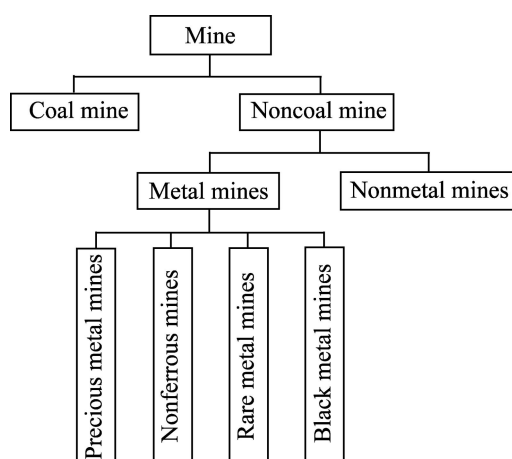 Mine
Coal mine
Noncoal mine
Metal mines
Nonmetal mines
Precious metal mines
Nonferrous mines
Rare metal mines
Black metal mines